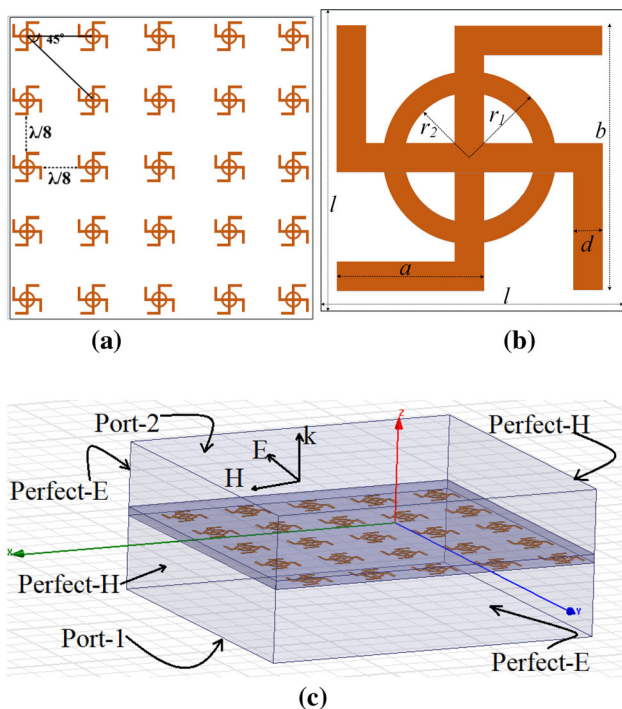 45°
λ/8
λ/8
(a)
r2
r1
b
l
a
d
l
(b)
Port-2
Perfect-E
E
k
H
z
Perfect-H
X
Perfect-H
Port-1
Y
Perfect-E
(c)